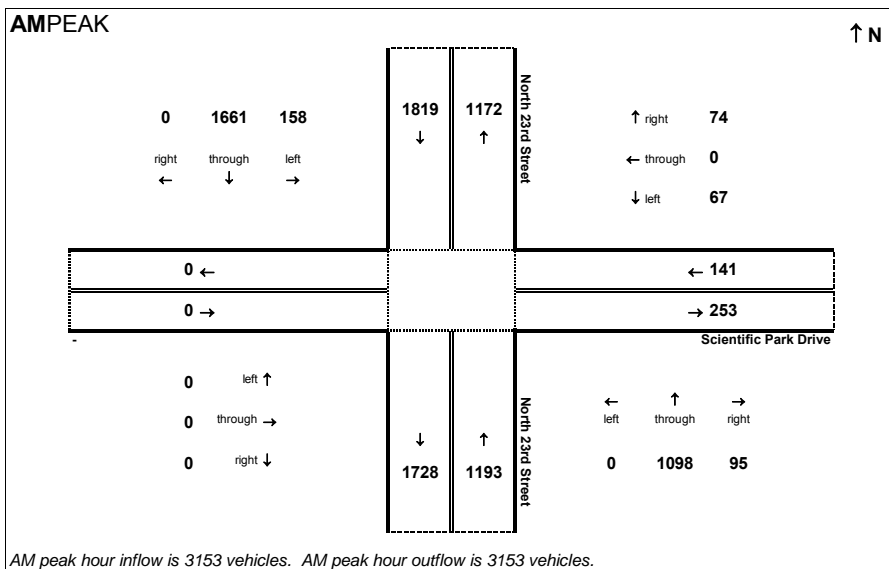 AMPEAK
↑ N
0 1661 158
right through left
← ↓ →
1819 1172
↓ ↑
North 23rd Street
↑ right 74
← through 0
↓ left 67
0 ←
0 →
← 141
→ 253
-
Scientific Park Drive
0 left ↑
0 through →
0 right ↓
↓ ↑
1728 1193
North 23rd Street
← ↑ →
left through right
0 1098 95
AM peak hour inflow is 3153 vehicles. AM peak hour outflow is 3153 vehicles.